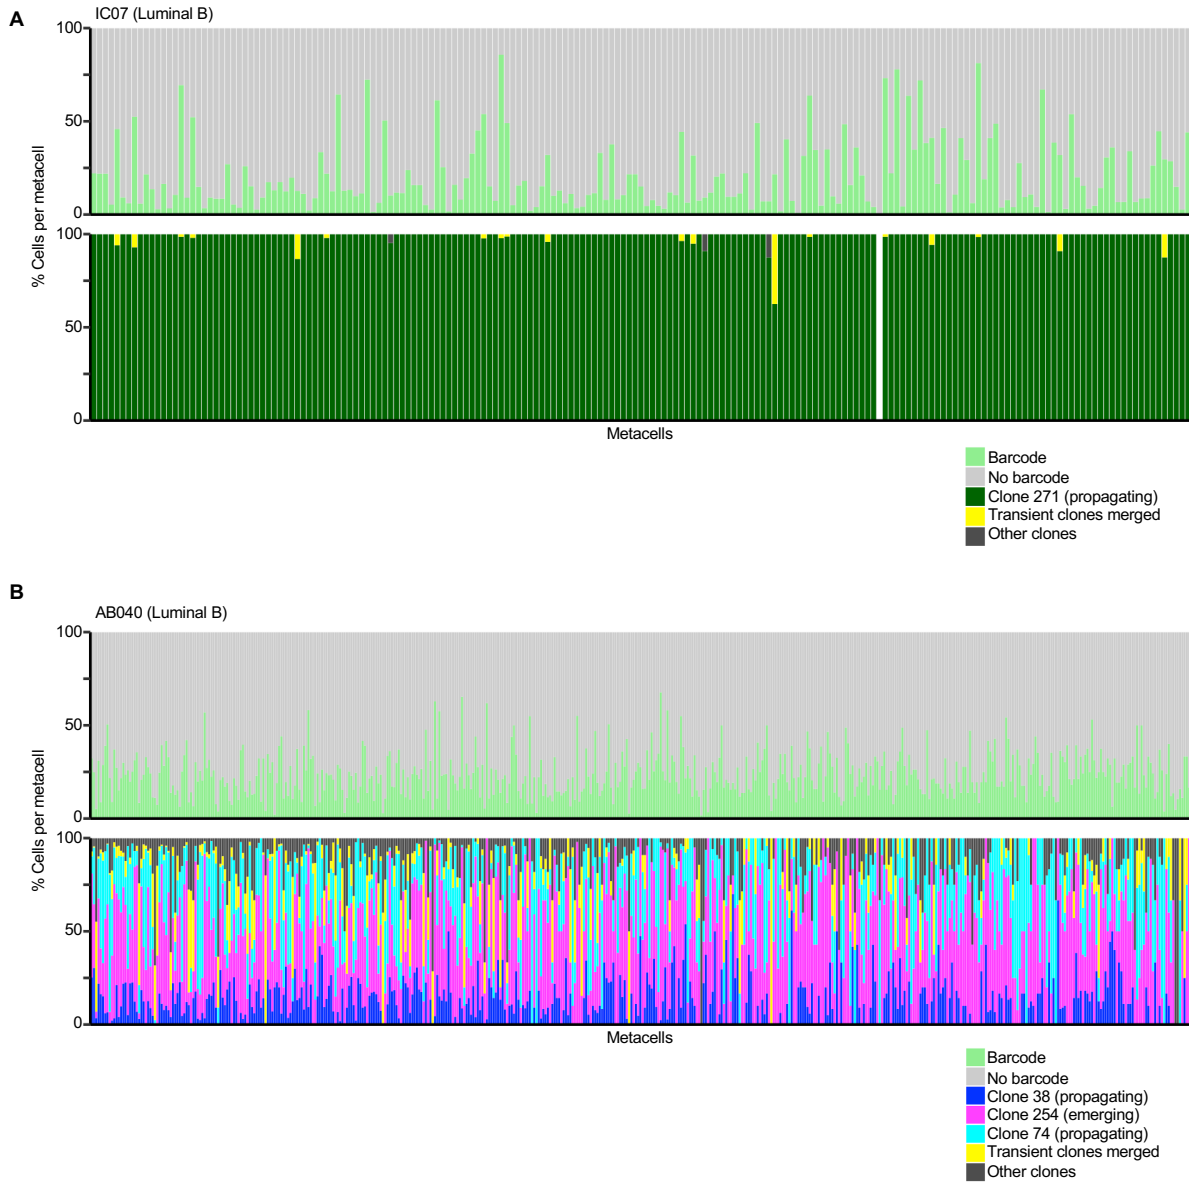 A
IC07 (Luminal B)
100
50
0
100
50
0
% Cells per metacell
Metacells
Barcode
No barcode
Clone 271 (propagating)
Transient clones merged
Other clones
B
AB040 (Luminal B)
100
50
0
100
50
0
% Cells per metacell
Metacells
Barcode
No barcode
Clone 38 (propagating)
Clone 254 (emerging)
Clone 74 (propagating)
Transient clones merged
Other clones